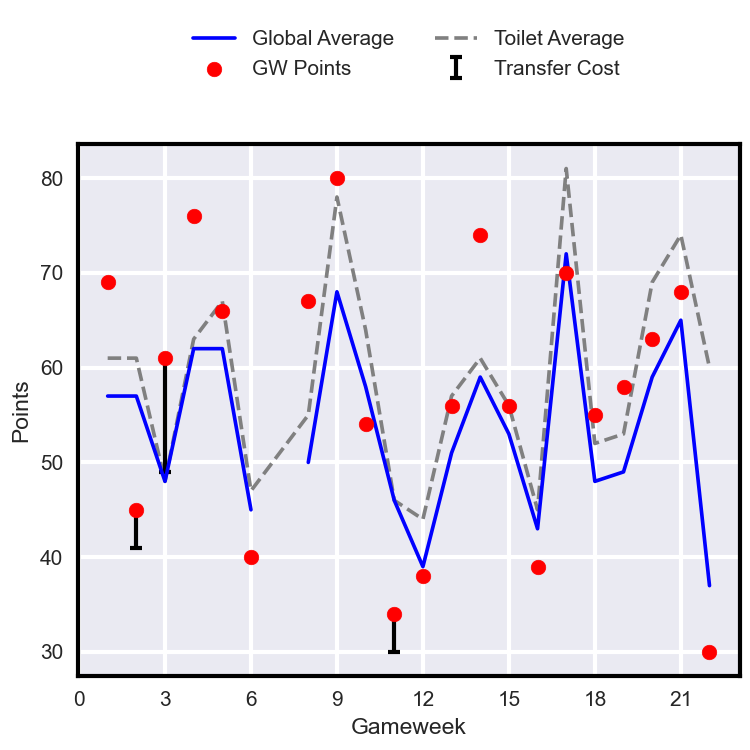 Global Average
Toilet Average
GW Points
Transfer Cost
80
70
60
50
40
30
Points
0 3 6 9 12 15 18 21
Gameweek